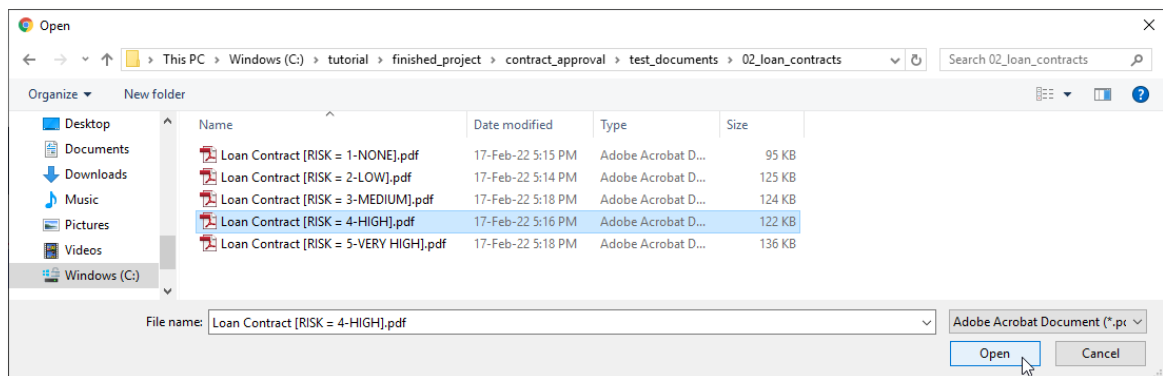 Open
This PC > Windows (C:) > tutorial > finished_project > contract_approval > test_documents > 02_loan_contracts
Search 02_loan_contracts
Organize New folder
Desktop
Documents
Downloads
Music
Pictures
Videos
Windows (C:)
Name Date modified Type Size
Loan Contract [RISK = 1-NONE].pdf 17-Feb-22 5:15 PM Adobe Acrobat D... 95 KB
Loan Contract [RISK = 2-LOW].pdf 17-Feb-22 5:14 PM Adobe Acrobat D... 125 KB
Loan Contract [RISK = 3-MEDIUM].pdf 17-Feb-22 5:18 PM Adobe Acrobat D... 124 KB
Loan Contract [RISK = 4-HIGH].pdf 17-Feb-22 5:16 PM Adobe Acrobat D... 122 KB
Loan Contract [RISK = 5-VERY HIGH].pdf 17-Feb-22 5:18 PM Adobe Acrobat D... 136 KB
File name: Loan Contract [RISK = 4-HIGH].pdf Adobe Acrobat Document (*.pc
Open Cancel